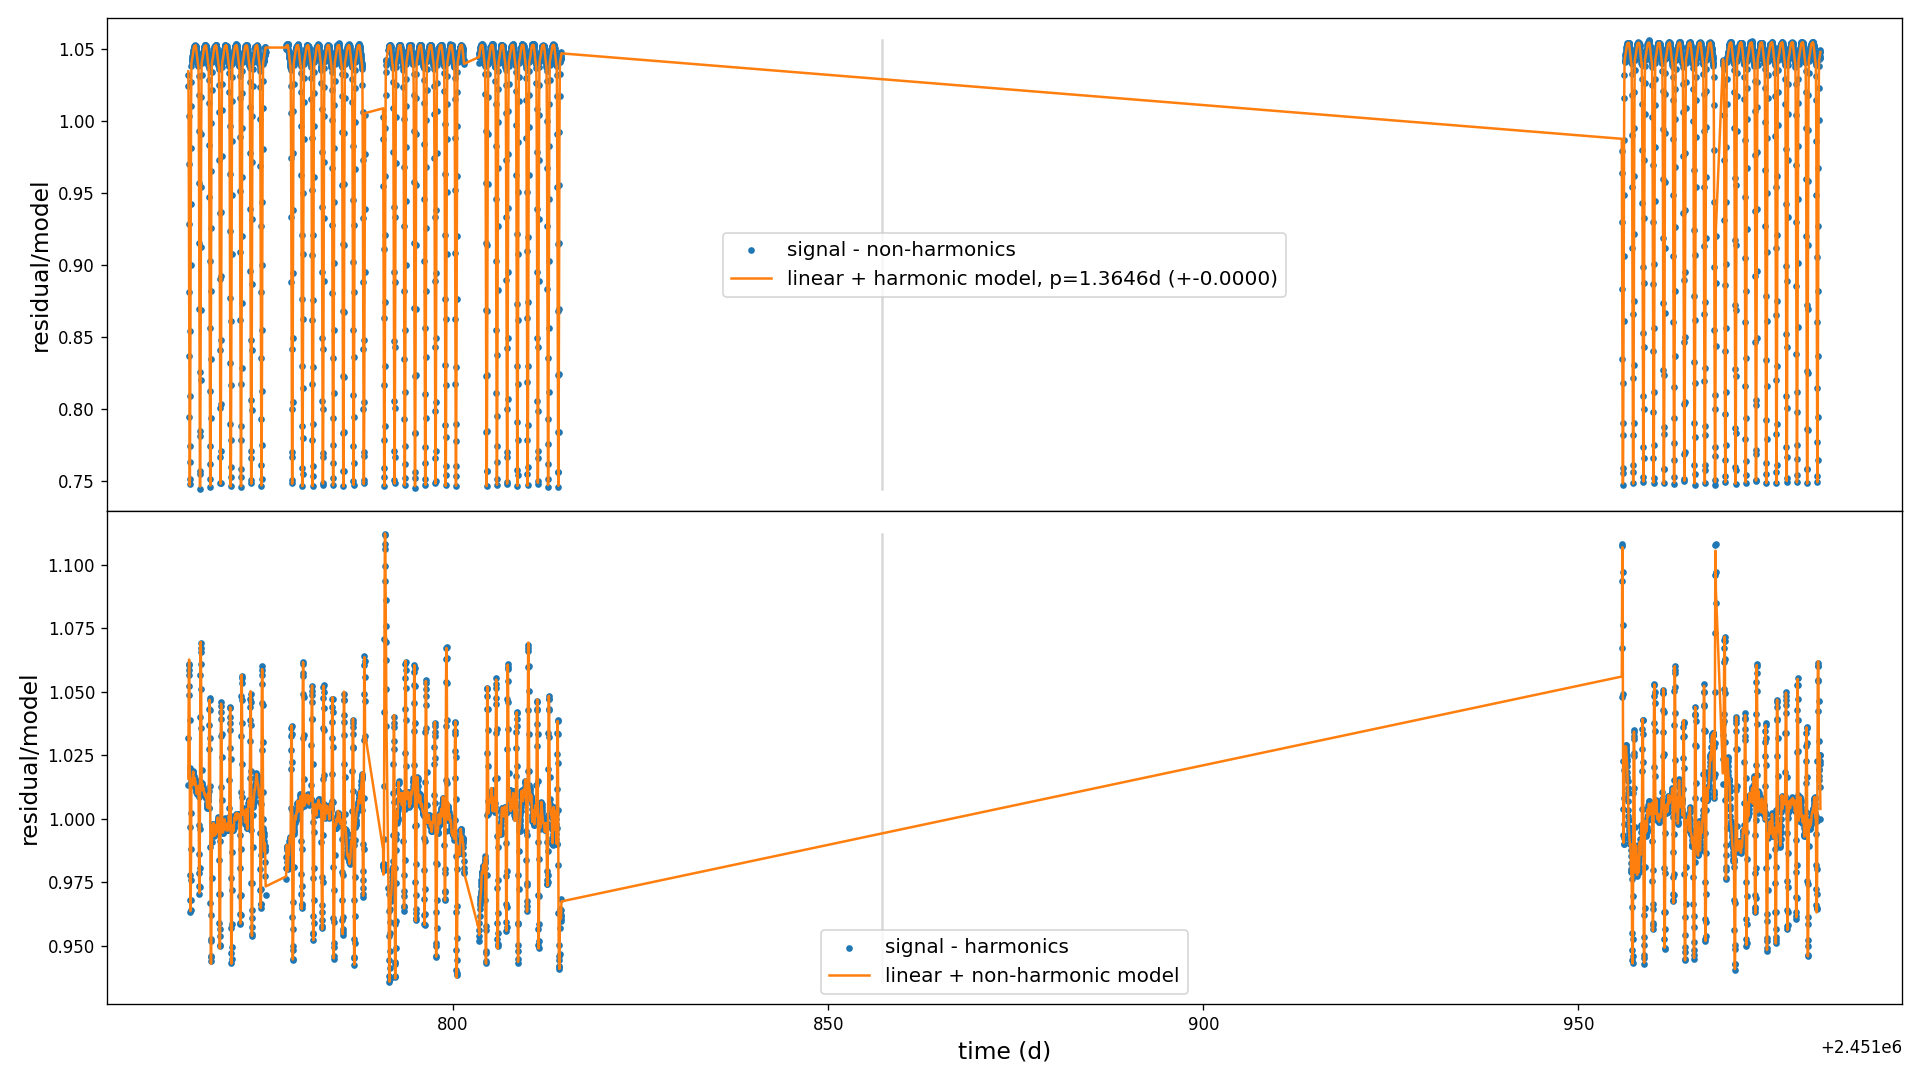 1.05
1.00
0.95
0.90
0.85
0.80
0.75
residual/model
signal - non-harmonics
linear + harmonic model, p=1.3646d (+-0.0000)
1.100
1.075
1.050
1.025
1.000
0.975
0.950
residual/model
signal - harmonics
linear + non-harmonic model
800 850 900 950
time (d)
+2.451e6